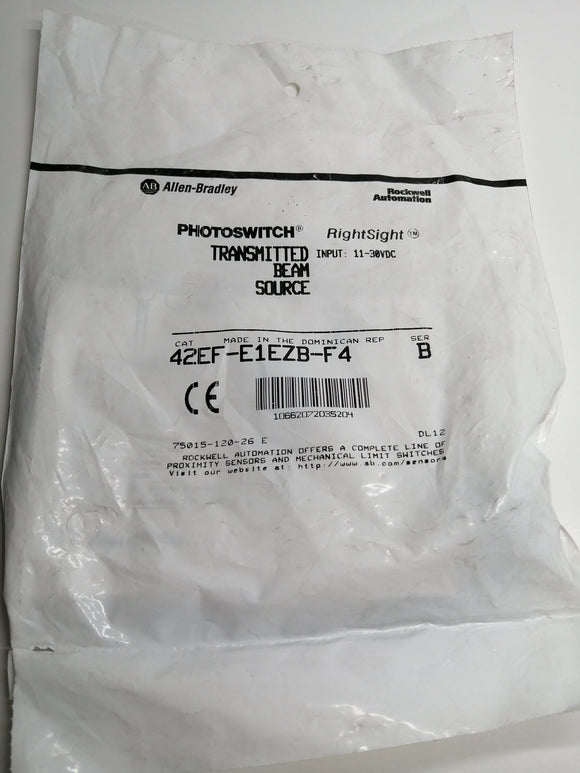 AB Allen-Bradley
Rockwell
Automation
PHOTOSWITCH® RightSight™
TRANSMITTED INPUT: 11-30VDC
BEAM
SOURCE
CAT MADE IN THE DOMINICAN REP SER
42EF-E1EZB-F4 B
CE
10662072035204
75015-120-26 E DL12
ROCKWELL AUTOMATION OFFERS A COMPLETE LINE OF
PROXIMITY SENSORS AND MECHANICAL LIMIT SWITCHES
Visit our website at: http://www.ab.com/sensors